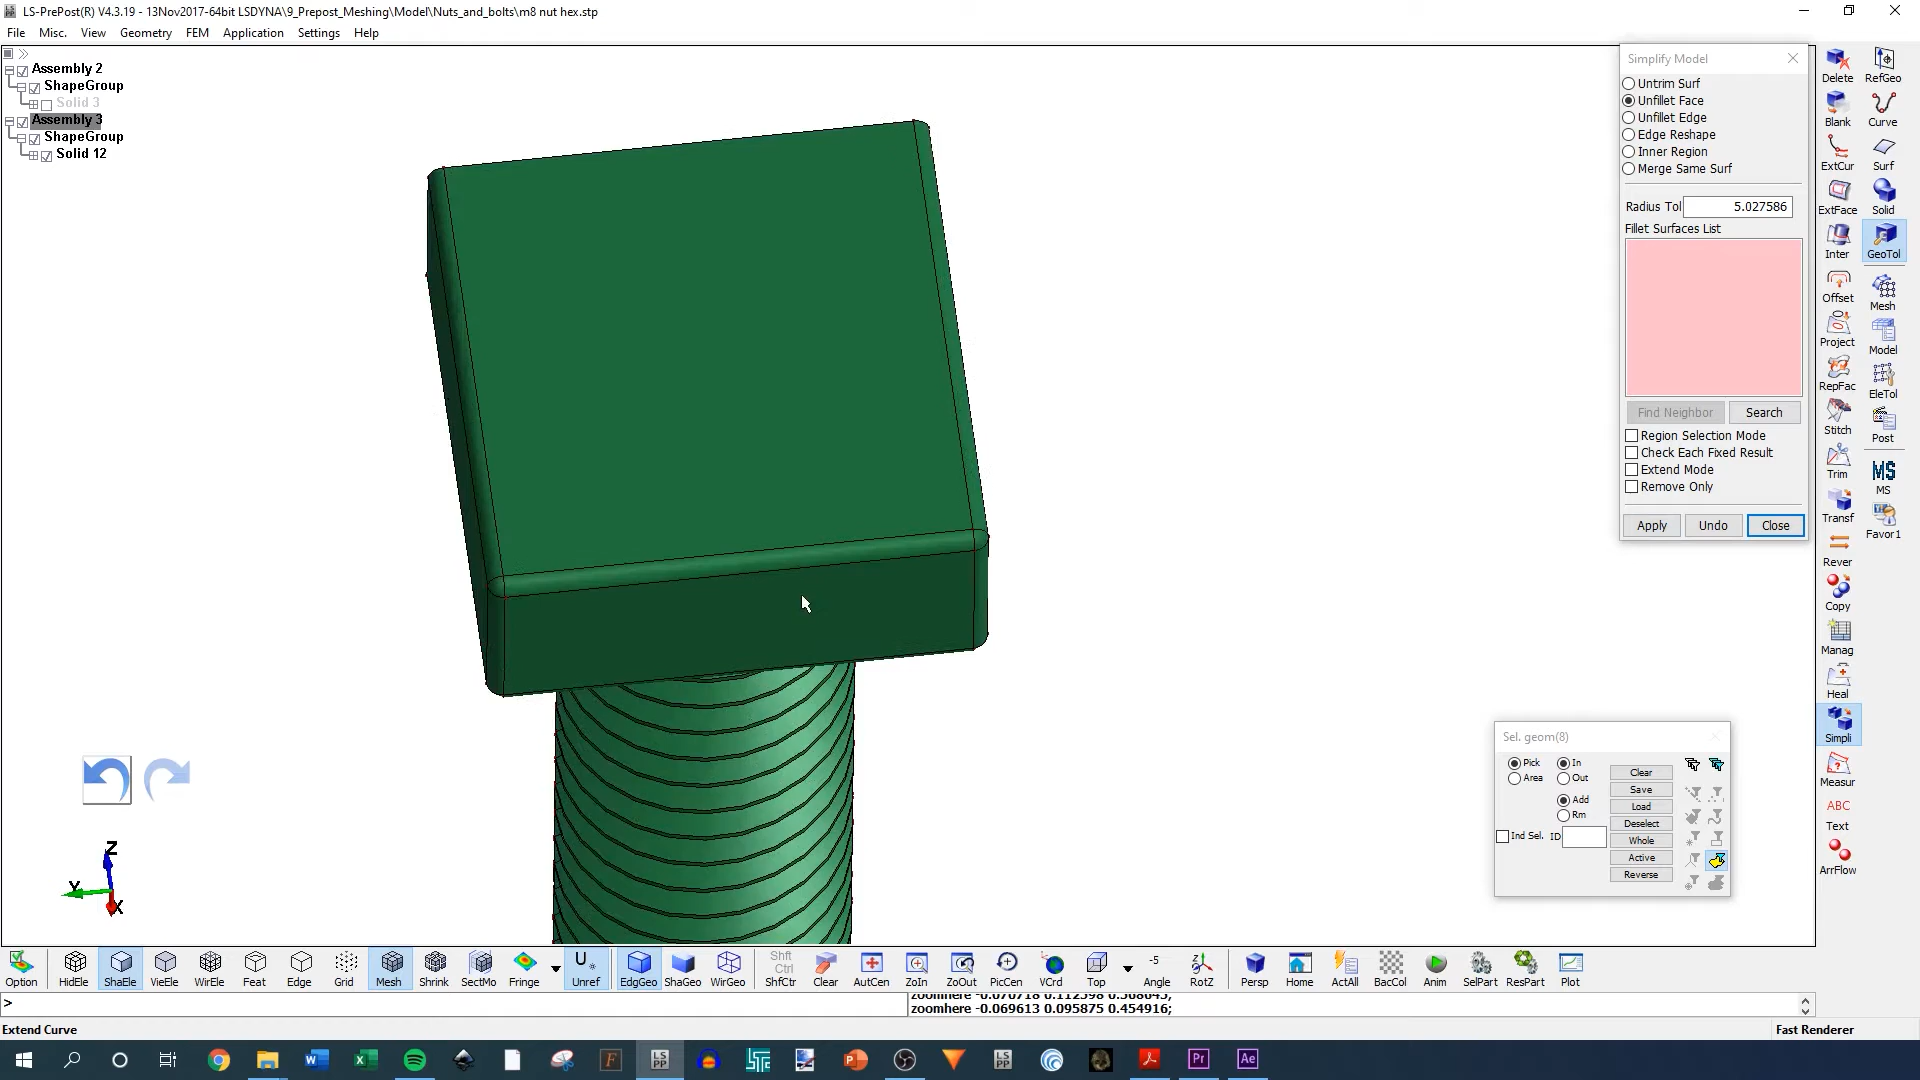 LS-PrePost(R) V4.3.19 - 13Nov2017-64bit LSDYNA\9_Prepost_Meshing\Model\Nuts_and_bolts\m8 nut hex.stp
File Misc. View Geometry FEM Application Settings Help
Assembly 2
ShapeGroup
Solid 3
Assembly 3
ShapeGroup
Solid 12
Simplify Model
Untrim Surf
Unfillet Face
Unfillet Edge
Edge Reshape
Inner Region
Merge Same Surf
Radius Tol 5.027586
Fillet Surfaces List
Find Neighbor Search
Region Selection Mode
Check Each Fixed Result
Extend Mode
Remove Only
Apply Undo Close
Delete RefGeo
Blank Curve
ExtCur Surf
ExtFace Solid
Inter GeoTol
Offset Mesh
Project Model
RepFac EleTol
Stitch Post
Trim MS
MS
Transf Favor1
Rever
Copy
Manag
Heal
Simpli
Measur
ABC
Text
ArrFlow
Sel. geom(8)
Pick In Clear
Area Out Save
Add Load
Rm Deselect
Ind Sel. ID Whole
Active
Reverse
Z
Y
X
Shft
Ctrl
-5
U
Z
Option HidEle ShaEle VieEle WirEle Feat Edge Grid Mesh Shrink SectMo Fringe Unref EdgGeo ShaGeo WirGeo ShfCtr Clear AutCen ZoIn ZoOut PicCen VCrd Top Angle RotZ Persp Home ActAll BacCol Anim SelPart ResPart Plot
>
zoomhere -0.069613 0.095875 0.454916;
Extend Curve Fast Renderer
LS
PP
LS
PP
Pr
Ae